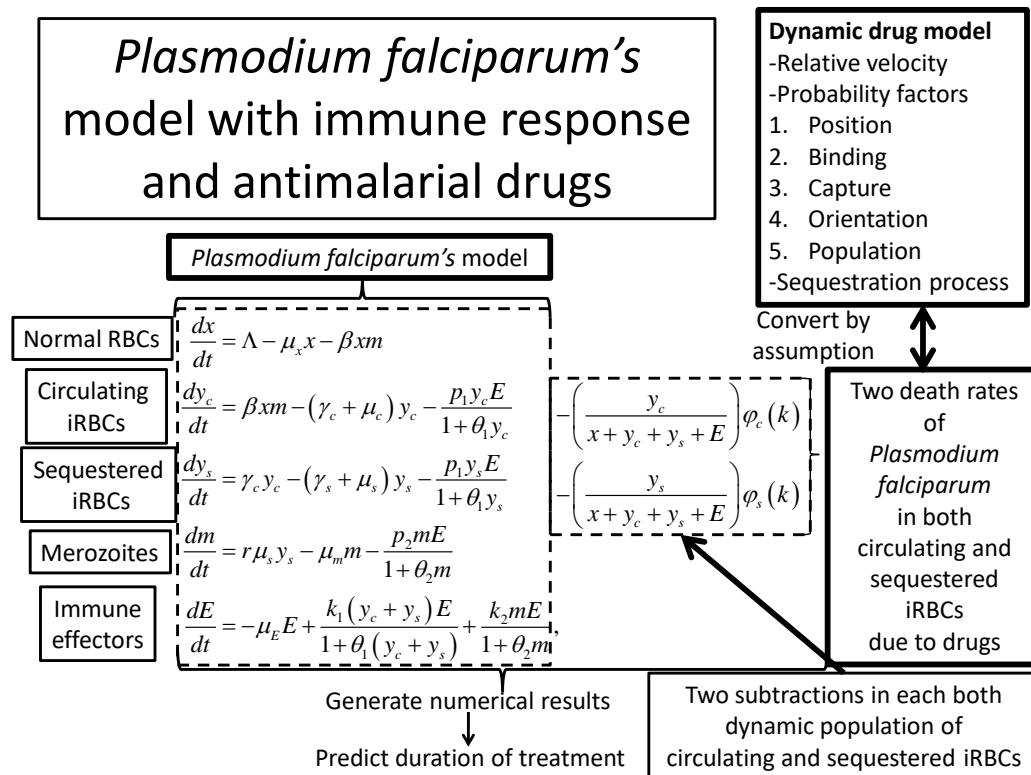 Plasmodium falciparum's
model with immune response
and antimalarial drugs
Dynamic drug model
-Relative velocity
-Probability factors
1. Position
2. Binding
3. Capture
4. Orientation
5. Population
-Sequestration process
Convert by
assumption
Plasmodium falciparum's model
Normal RBCs
dx/dt = Λ − μ_x x − βxm
Circulating
iRBCs
dy_c/dt = βxm − (γ_c + μ_c) y_c − p_1 y_c E/(1 + θ_1 y_c)
−(y_c/(x + y_c + y_s + E)) φ_c (k)
Sequestered
iRBCs
dy_s/dt = γ_c y_c − (γ_s + μ_s) y_s − p_1 y_s E/(1 + θ_1 y_s)
−(y_s/(x + y_c + y_s + E)) φ_s (k)
Merozoites
dm/dt = rμ_s y_s − μ_m m − p_2 mE/(1 + θ_2 m)
Immune
effectors
dE/dt = −μ_E E + k_1 (y_c + y_s) E/(1 + θ_1 (y_c + y_s)) + k_2 mE/(1 + θ_2 m),
Two death rates
of
Plasmodium
falciparum
in both
circulating and
sequestered
iRBCs
due to drugs
Generate numerical results
Predict duration of treatment
Two subtractions in each both
dynamic population of
circulating and sequestered iRBCs